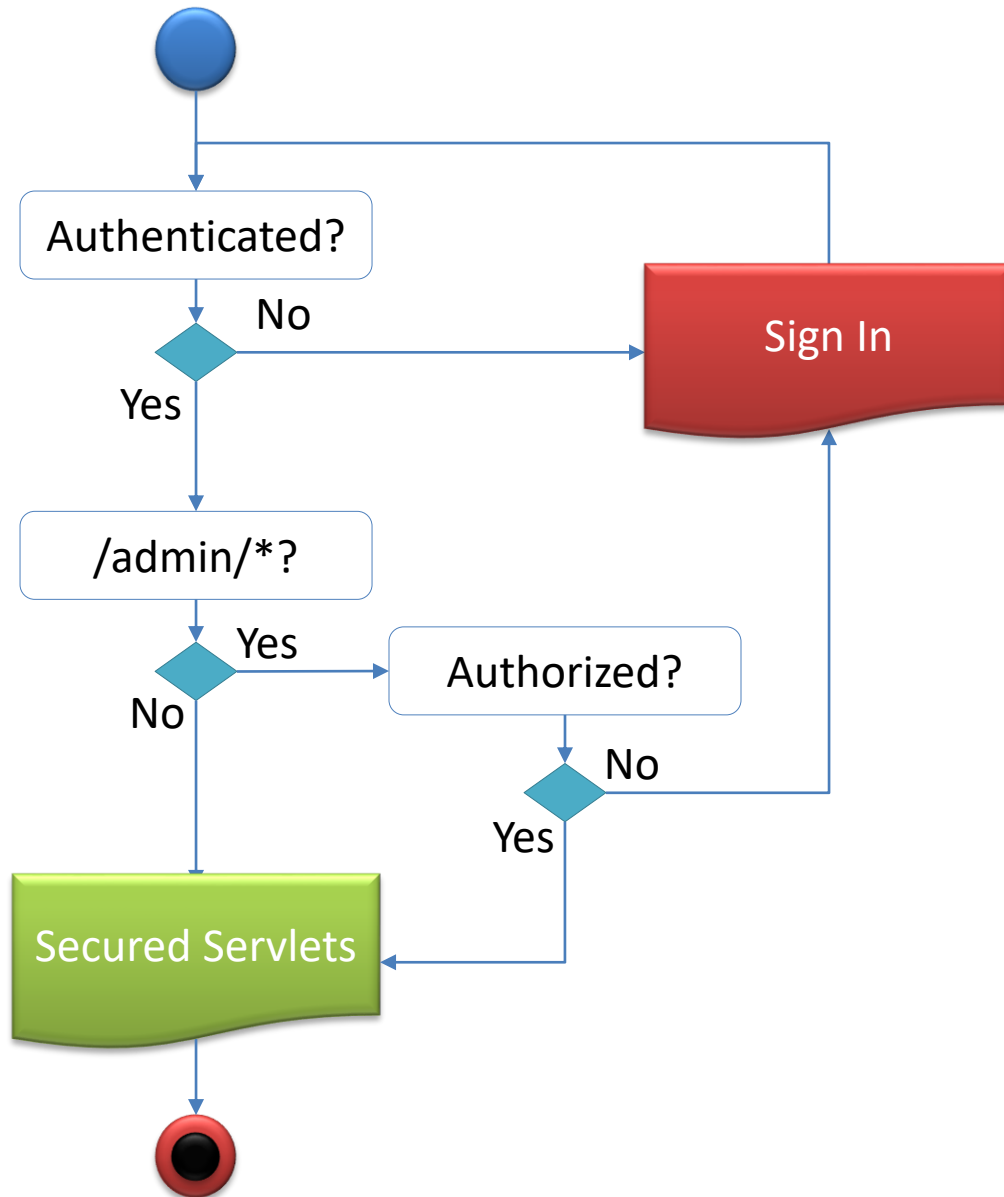 Authenticated?
No
Sign In
Yes
/admin/*?
Yes
Authorized?
No
No
Yes
Secured Servlets